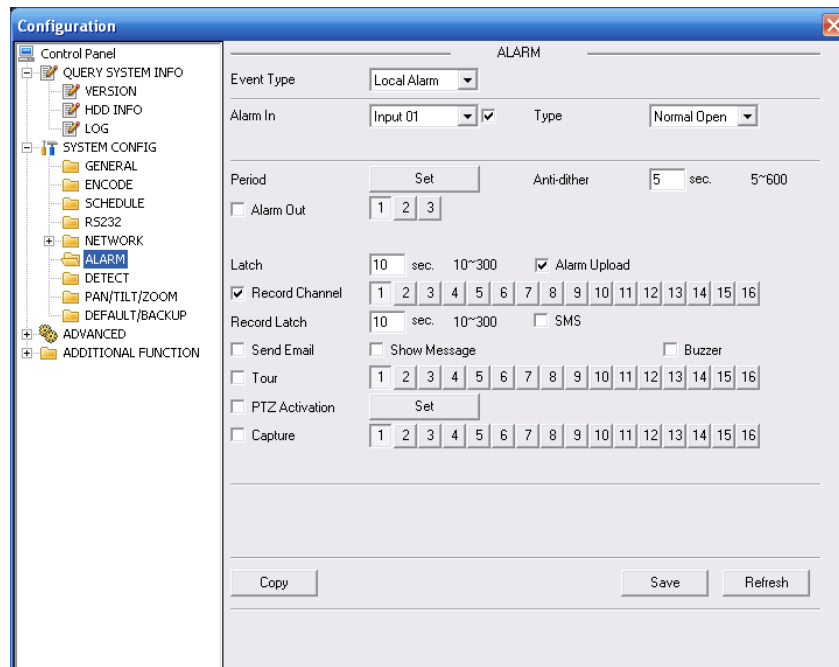 Configuration
Control Panel
QUERY SYSTEM INFO
VERSION
HDD INFO
LOG
SYSTEM CONFIG
GENERAL
ENCODE
SCHEDULE
RS232
NETWORK
ALARM
DETECT
PAN/TILT/ZOOM
DEFAULT/BACKUP
ADVANCED
ADDITIONAL FUNCTION
ALARM
Event Type Local Alarm
Alarm In Input 01 Type Normal Open
Period Set Anti-dither 5 sec. 5~600
Alarm Out 1 2 3
Latch 10 sec. 10~300 Alarm Upload
Record Channel 1 2 3 4 5 6 7 8 9 10 11 12 13 14 15 16
Record Latch 10 sec. 10~300 SMS
Send Email Show Message Buzzer
Tour 1 2 3 4 5 6 7 8 9 10 11 12 13 14 15 16
PTZ Activation Set
Capture 1 2 3 4 5 6 7 8 9 10 11 12 13 14 15 16
Copy Save Refresh